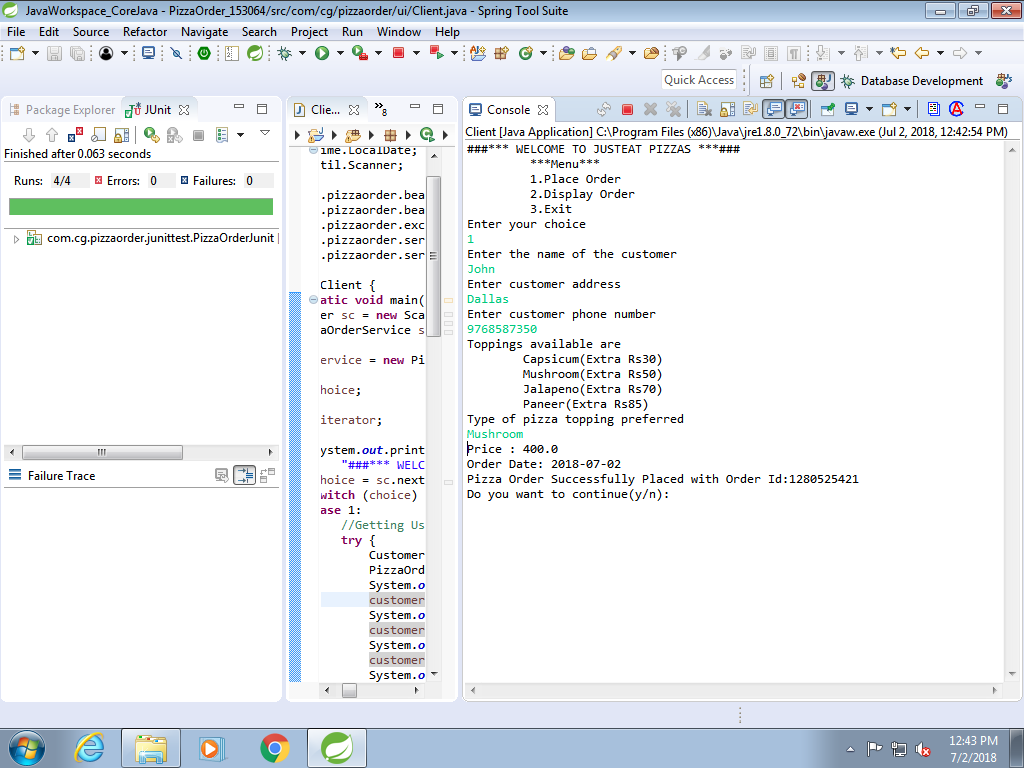 JavaWorkspace_CoreJava - PizzaOrder_153064/src/com/cg/pizzaorder/ui/Client.java - Spring Tool Suite
File Edit Source Refactor Navigate Search Project Run Window Help
Quick Access
Database Development
Package Explorer
JUnit
Finished after 0.063 seconds
Runs: 4/4
Errors: 0
Failures: 0
com.cg.pizzaorder.junittest.PizzaOrderJunit
Failure Trace
Clie...
»8
ime.LocalDate;
til.Scanner;
.pizzaorder.bea
.pizzaorder.bea
.pizzaorder.exc
.pizzaorder.ser
.pizzaorder.ser
Client {
atic void main(
er sc = new Sca
aOrderService s
ervice = new Pi
hoice;
iterator;
ystem.out.print
"###*** WELC
hoice = sc.next
witch (choice)
ase 1:
//Getting Us
try {
Customer
PizzaOrd
System.o
customer
System.o
customer
System.o
customer
System.o
Console
Client [Java Application] C:\Program Files (x86)\Java\jre1.8.0_72\bin\javaw.exe (Jul 2, 2018, 12:42:54 PM)
###*** WELCOME TO JUSTEAT PIZZAS ***###
***Menu***
1.Place Order
2.Display Order
3.Exit
Enter your choice
1
Enter the name of the customer
John
Enter customer address
Dallas
Enter customer phone number
9768587350
Toppings available are
Capsicum(Extra Rs30)
Mushroom(Extra Rs50)
Jalapeno(Extra Rs70)
Paneer(Extra Rs85)
Type of pizza topping preferred
Mushroom
Price : 400.0
Order Date: 2018-07-02
Pizza Order Successfully Placed with Order Id:1280525421
Do you want to continue(y/n):
12:43 PM
7/2/2018